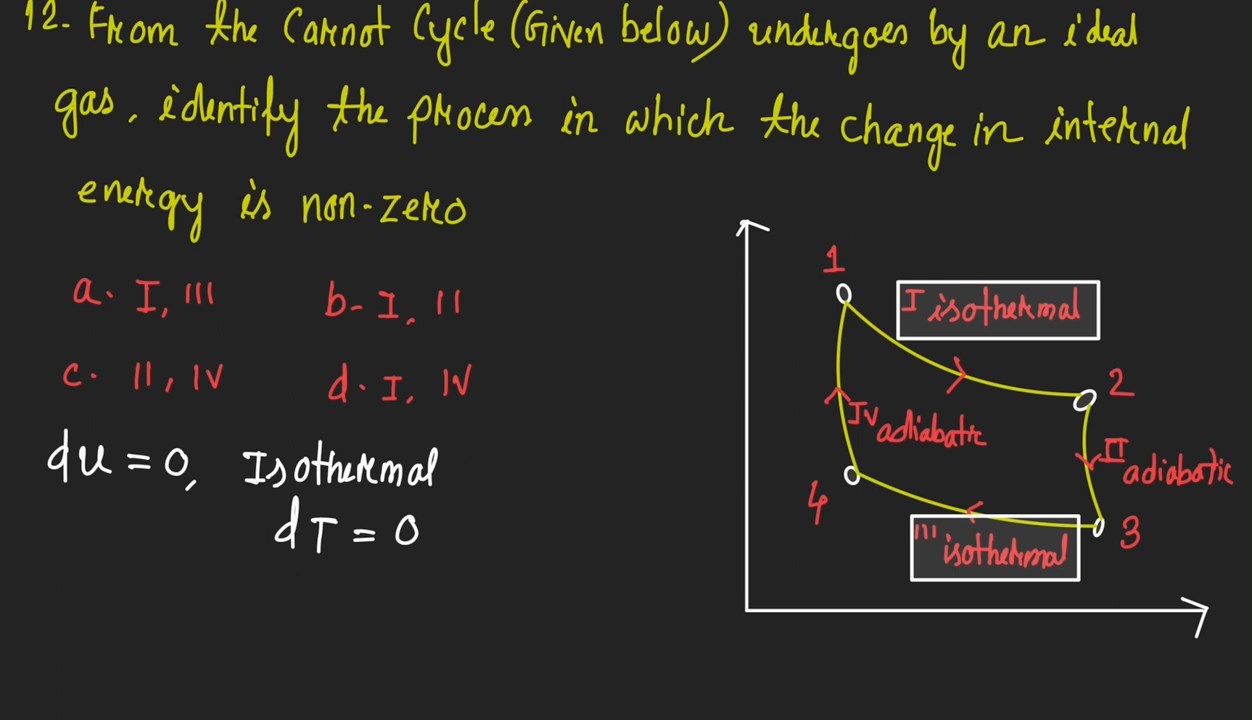 12. From the Carnot Cycle (Given below) undergoes by an ideal
gas, identify the process in which the change in internal
energy is non-zero
a. I, III
b- I, II
c. II, IV
d. I, IV
du = 0, Isothermal
dT = 0
1
I isothermal
2
IV adiabatic
II adiabatic
4
III isothermal
3